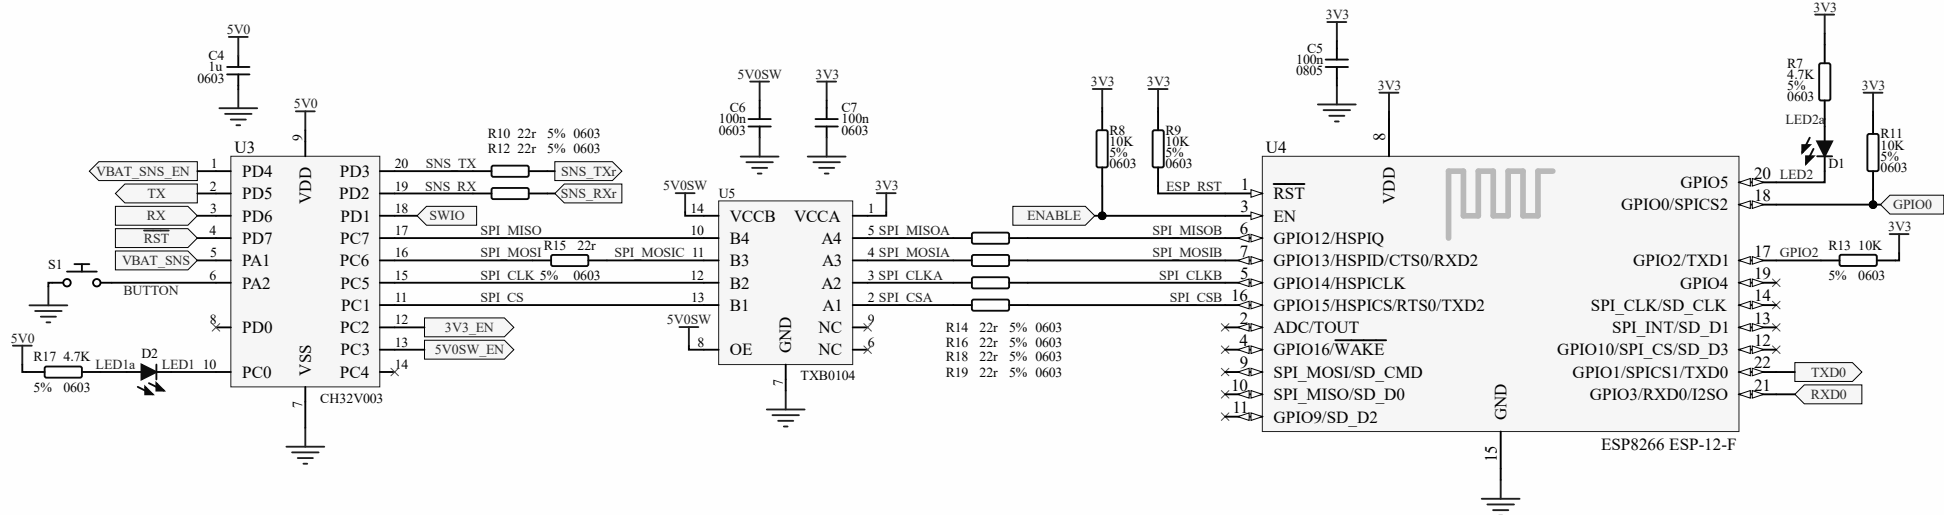 5V0
C4
1u
0603
5V0
9
U3
VDD
VSS
1 PD4
2 PD5
3 PD6
4 PD7
5 PA1
6 PA2
8 PD0
10 PC0
VBAT_SNS_EN
TX
RX
RST
VBAT_SNS
S1
BUTTON
5V0
R17 4.7K
5% 0603
LED1a
D2
LED1
7
CH32V003
PD3 20 SNS_TX
PD2 19 SNS_RX
PD1 18 SWIO
PC7 17 SPI_MISO
PC6 16 SPI_MOSI
PC5 15 SPI_CLK
PC1 11 SPI_CS
PC2 12 3V3_EN
PC3 13 5V0SW_EN
PC4 14
R10 22r 5% 0603
R12 22r 5% 0603
SNS_TXr
SNS_RXr
R15 22r
5% 0603
SPI_MOSIC
5V0SW
C6
100n
0603
3V3
C7
100n
0603
5V0SW
U5
3V3
14 VCCB VCCA 1
10 B4 A4 5 SPI_MISOA
11 B3 A3 4 SPI_MOSIA
12 B2 A2 3 SPI_CLKA
13 B1 A1 2 SPI_CSA
5V0SW
NC 9
8 OE NC 6
GND
TXB0104
7
R14 22r 5% 0603
R16 22r 5% 0603
R18 22r 5% 0603
R19 22r 5% 0603
3V3
R8
10K
5%
0603
3V3
R9
10K
5%
0603
ENABLE
ESP_RST
SPI_MISOB
SPI_MOSIB
SPI_CLKB
SPI_CSB
3V3
C5
100n
0805
3V3
8
U4
VDD
1 RST
3 EN
6 GPIO12/HSPIQ
7 GPIO13/HSPID/CTS0/RXD2
5 GPIO14/HSPICLK
16 GPIO15/HSPICS/RTS0/TXD2
2 ADC/TOUT
4 GPIO16/WAKE
9 SPI_MOSI/SD_CMD
10 SPI_MISO/SD_D0
11 GPIO9/SD_D2
GND
15
ESP8266 ESP-12-F
GPIO5 20 LED2
GPIO0/SPICS2 18 GPIO0
GPIO2/TXD1 17 GPIO2
GPIO4 19
SPI_CLK/SD_CLK 14
SPI_INT/SD_D1 13
GPIO10/SPI_CS/SD_D3 12
GPIO1/SPICS1/TXD0 22 TXD0
GPIO3/RXD0/I2SO 21 RXD0
3V3
R7
4.7K
5%
0603
LED2a
D1
3V3
R11
10K
5%
0603
3V3
R13 10K
5% 0603